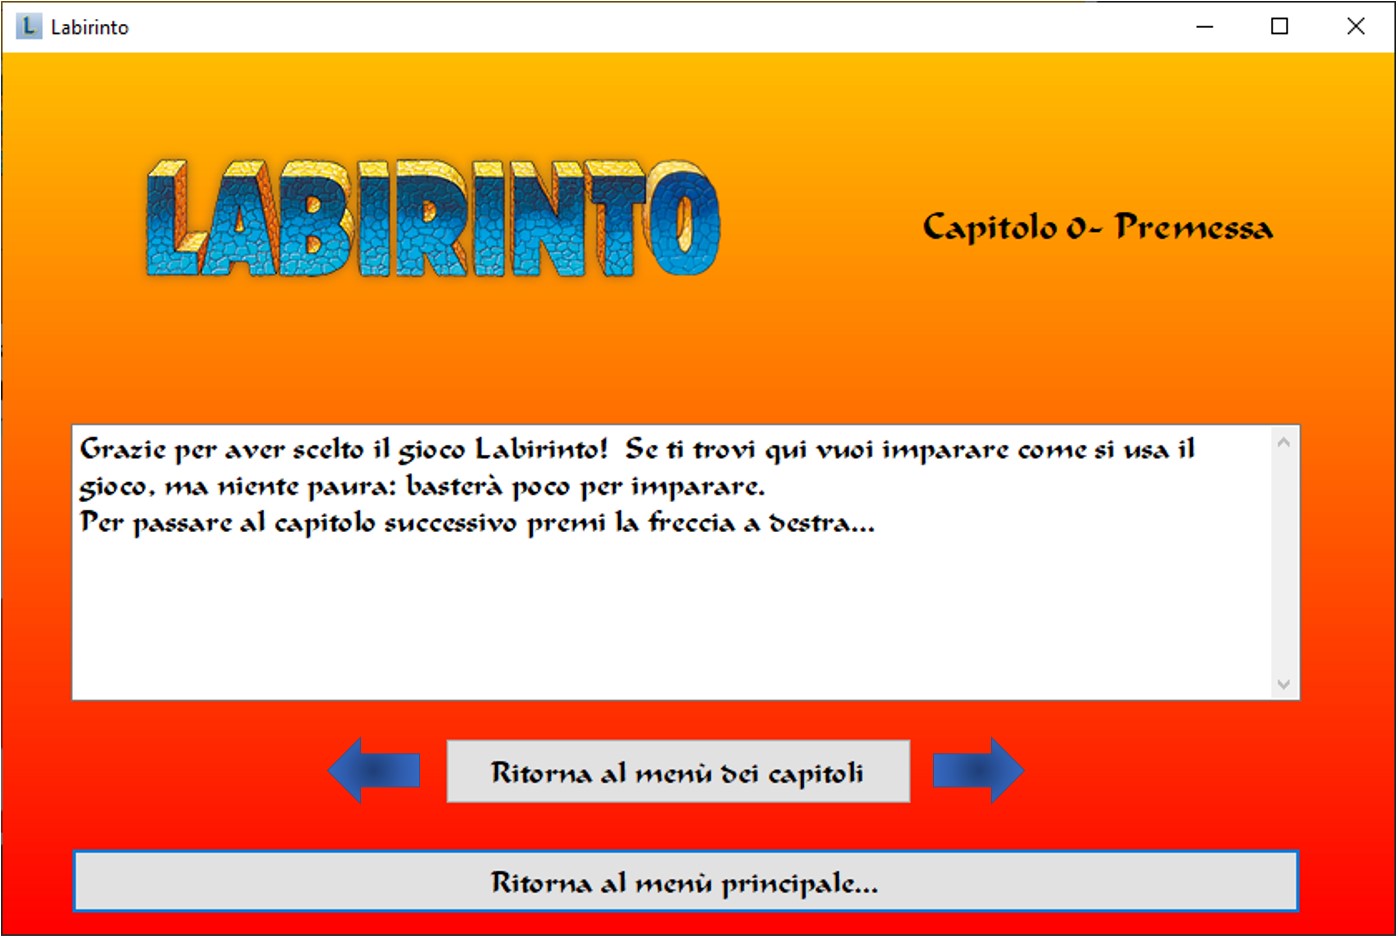 Labirinto
LABIRINTO
Capitolo 0- Premessa
Grazie per aver scelto il gioco Labirinto!  Se ti trovi qui vuoi imparare come si usa il
gioco, ma niente paura: basterà poco per imparare.
Per passare al capitolo successivo premi la freccia a destra...
Ritorna al menù dei capitoli
Ritorna al menù principale...